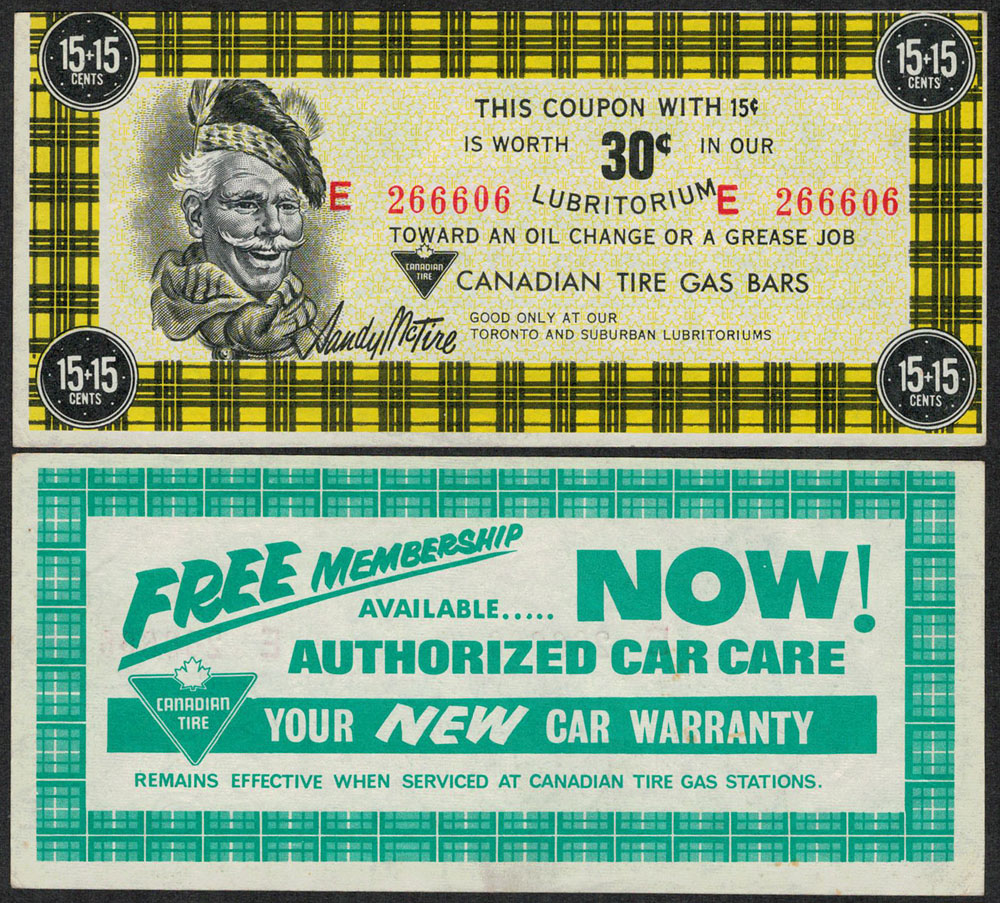 15+15
CENTS
15+15
CENTS
THIS COUPON WITH 15¢
IS WORTH 30¢ IN OUR
E 266606 LUBRITORIUM E 266606
TOWARD AN OIL CHANGE OR A GREASE JOB
CANADIAN
TIRE
CANADIAN TIRE GAS BARS
Sandy McTire
GOOD ONLY AT OUR
TORONTO AND SUBURBAN LUBRITORIUMS
15+15
CENTS
15+15
CENTS
FREE MEMBERSHIP
AVAILABLE..... NOW!
AUTHORIZED CAR CARE
CANADIAN
TIRE
YOUR NEW CAR WARRANTY
REMAINS EFFECTIVE WHEN SERVICED AT CANADIAN TIRE GAS STATIONS.